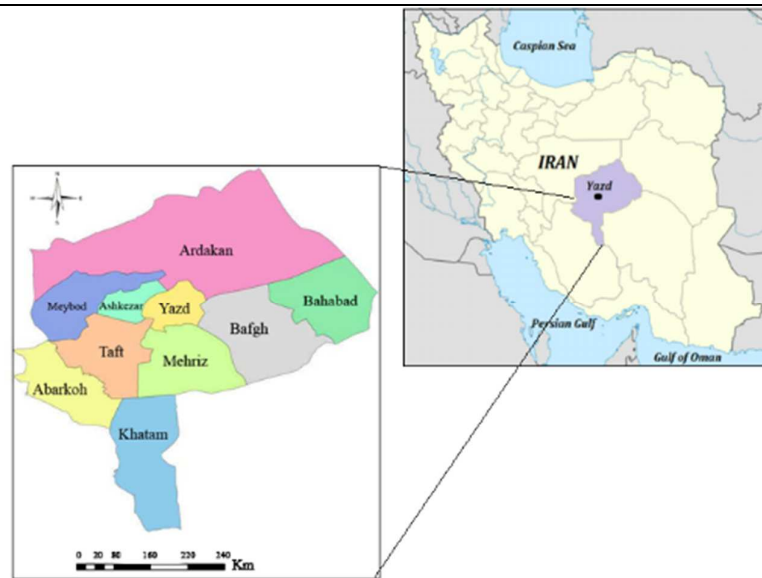 Caspian Sea
IRAN
Yazd
Persian Gulf
Gulf of Oman
Ardakan
Meybod
Ashkezar
Yazd
Bahabad
Bafgh
Taft
Mehriz
Abarkoh
Khatam
0 20 80 160 220 240
Km